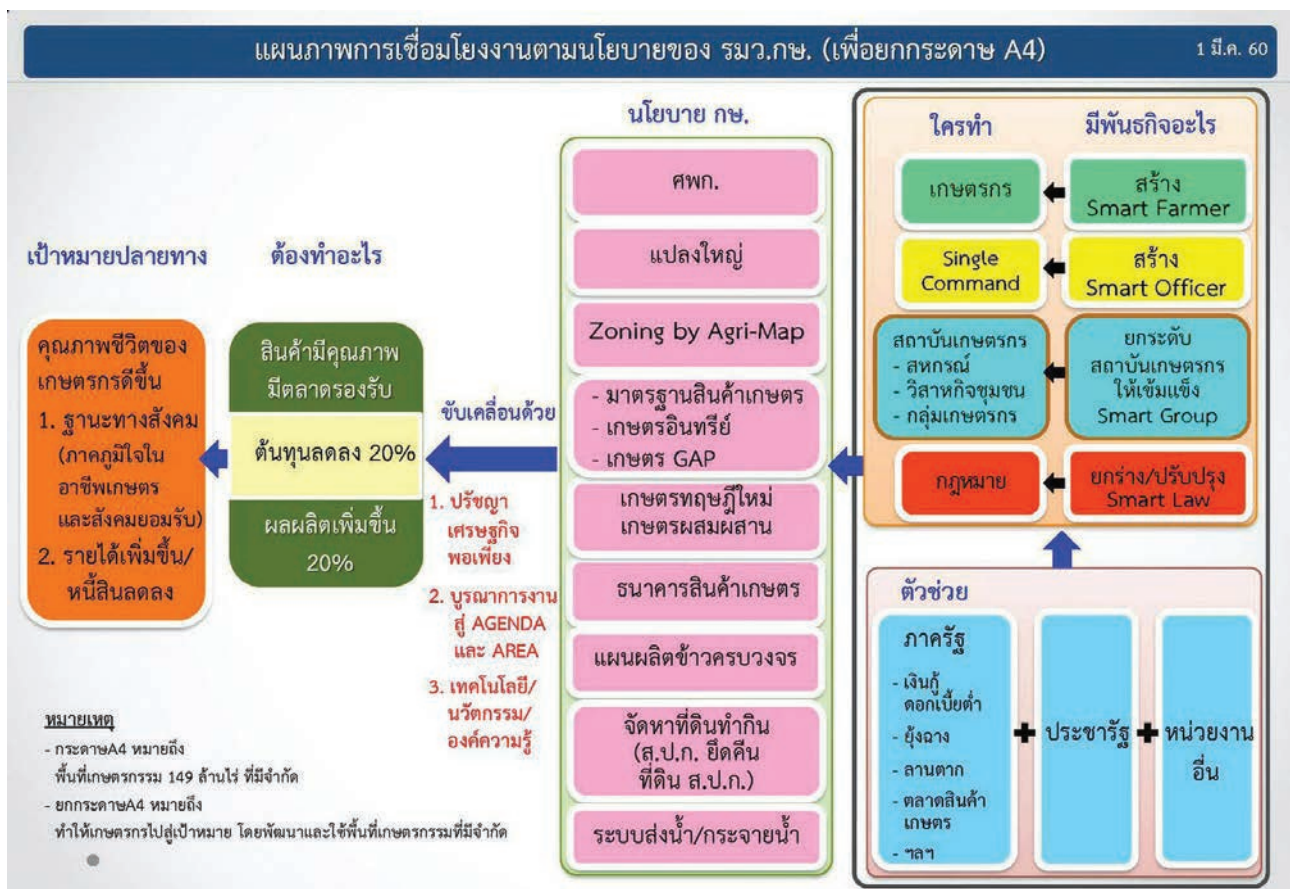 แผนภาพการเชื่อมโยงงานตามนโยบายของ รมว.กษ. (เพื่อยกกระดาษ A4)
1 มี.ค. 60
เป้าหมายปลายทาง
คุณภาพชีวิตของ
เกษตรกรดีขึ้น
1. ฐานะทางสังคม
(ภาคภูมิใจใน
อาชีพเกษตร
และสังคมยอมรับ)
2. รายได้เพิ่มขึ้น/
หนี้สินลดลง
ต้องทำอะไร
สินค้ามีคุณภาพ
มีตลาดรองรับ
ต้นทุนลดลง 20%
ผลผลิตเพิ่มขึ้น
20%
ขับเคลื่อนด้วย
1. ปรัชญา
เศรษฐกิจ
พอเพียง
2. บูรณาการงาน
สู่ AGENDA
และ AREA
3. เทคโนโลยี/
นวัตกรรม/
องค์ความรู้
นโยบาย กษ.
ศพก.
แปลงใหญ่
Zoning by Agri-Map
- มาตรฐานสินค้าเกษตร
- เกษตรอินทรีย์
- เกษตร GAP
เกษตรทฤษฎีใหม่
เกษตรผสมผสาน
ธนาคารสินค้าเกษตร
แผนผลิตข้าวครบวงจร
จัดหาที่ดินทำกิน
(ส.ป.ก. ยึดคืน
ที่ดิน ส.ป.ก.)
ระบบส่งน้ำ/กระจายน้ำ
ใครทำ
มีพันธกิจอะไร
เกษตรกร
สร้าง
Smart Farmer
Single
Command
สร้าง
Smart Officer
สถาบันเกษตรกร
- สหกรณ์
- วิสาหกิจชุมชน
- กลุ่มเกษตรกร
ยกระดับ
สถาบันเกษตรกร
ให้เข้มแข็ง
Smart Group
กฎหมาย
ยกร่าง/ปรับปรุง
Smart Law
ตัวช่วย
ภาครัฐ
- เงินกู้
ดอกเบี้ยต่ำ
- ยุ้งฉาง
- ลานตาก
- ตลาดสินค้า
เกษตร
- ฯลฯ
ประชารัฐ
หน่วยงาน
อื่น
หมายเหตุ
- กระดาษA4 หมายถึง
พื้นที่เกษตรกรรม 149 ล้านไร่ ที่มีจำกัด
- ยกกระดาษA4 หมายถึง
ทำให้เกษตรกรไปสู่เป้าหมาย โดยพัฒนาและใช้พื้นที่เกษตรกรรมที่มีจำกัด